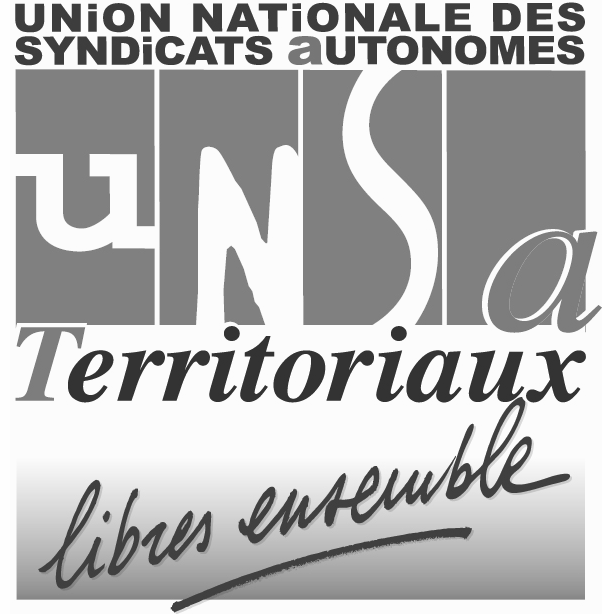 UNiON NATiONALE DES
SYNDiCATS aUTONOMES
uNSa
Territoriaux
libres ensemble